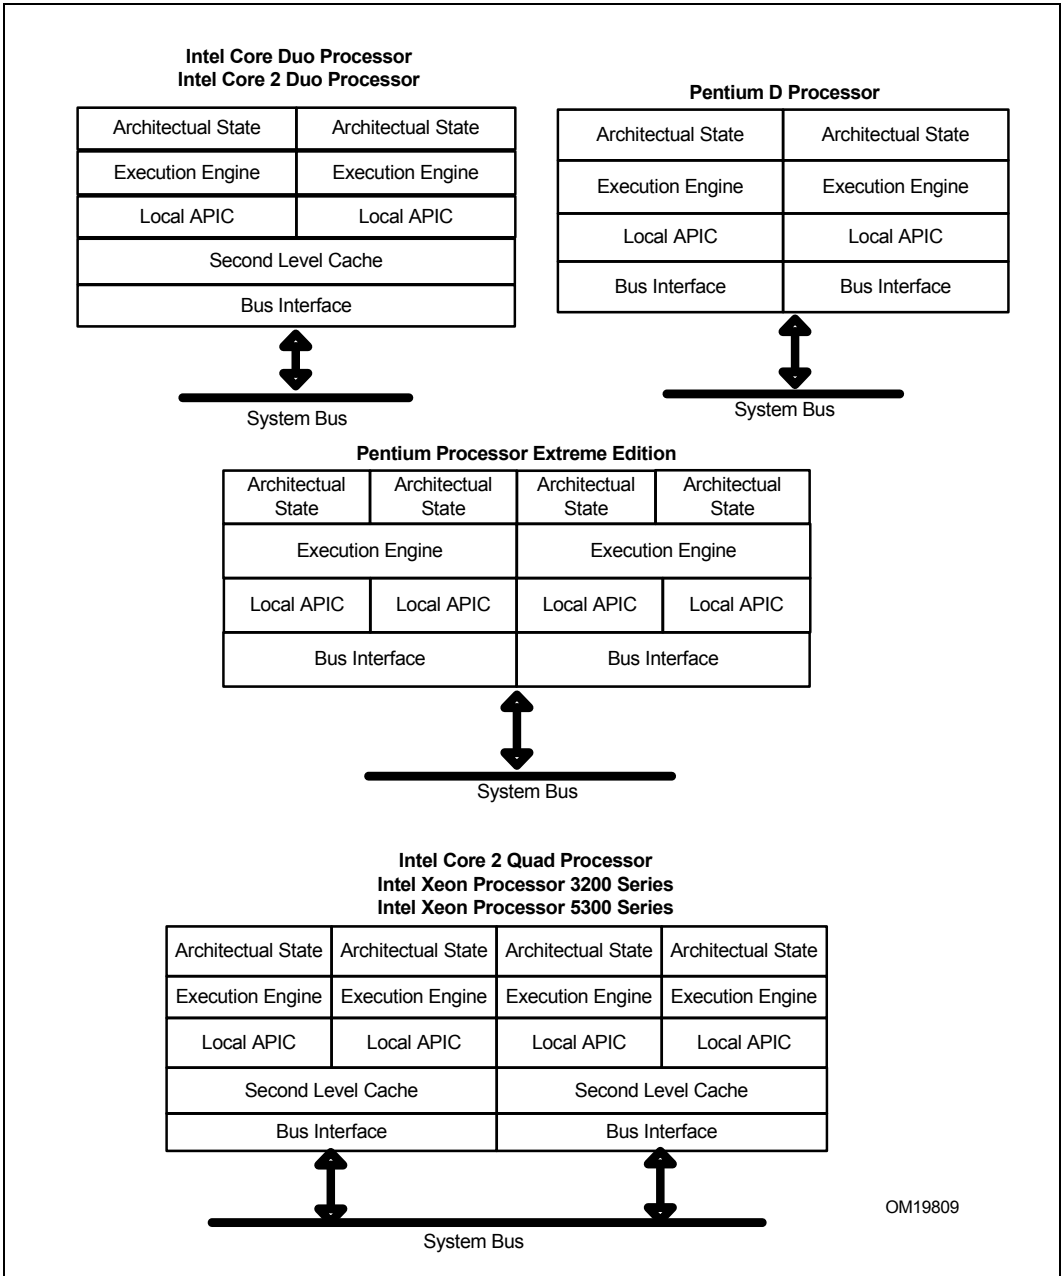 Intel Core Duo Processor
Intel Core 2 Duo Processor
Architectual State Architectual State
Execution Engine Execution Engine
Local APIC Local APIC
Second Level Cache
Bus Interface
System Bus
Pentium D Processor
Architectual State Architectual State
Execution Engine Execution Engine
Local APIC Local APIC
Bus Interface Bus Interface
System Bus
Pentium Processor Extreme Edition
Architectual Architectual Architectual Architectual
State State State State
Execution Engine Execution Engine
Local APIC Local APIC Local APIC Local APIC
Bus Interface Bus Interface
System Bus
Intel Core 2 Quad Processor
Intel Xeon Processor 3200 Series
Intel Xeon Processor 5300 Series
Architectual State Architectual State Architectual State Architectual State
Execution Engine Execution Engine Execution Engine Execution Engine
Local APIC Local APIC Local APIC Local APIC
Second Level Cache Second Level Cache
Bus Interface Bus Interface
System Bus
OM19809